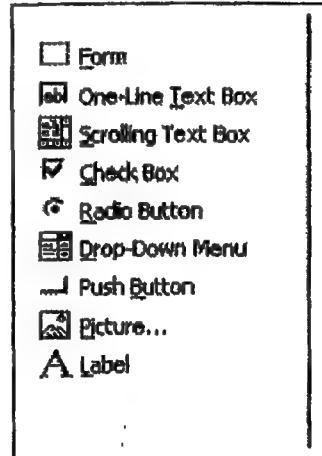 Form
One-Line Text Box
Scrolling Text Box
Check Box
Radio Button
Drop-Down Menu
Push Button
Picture...
Label